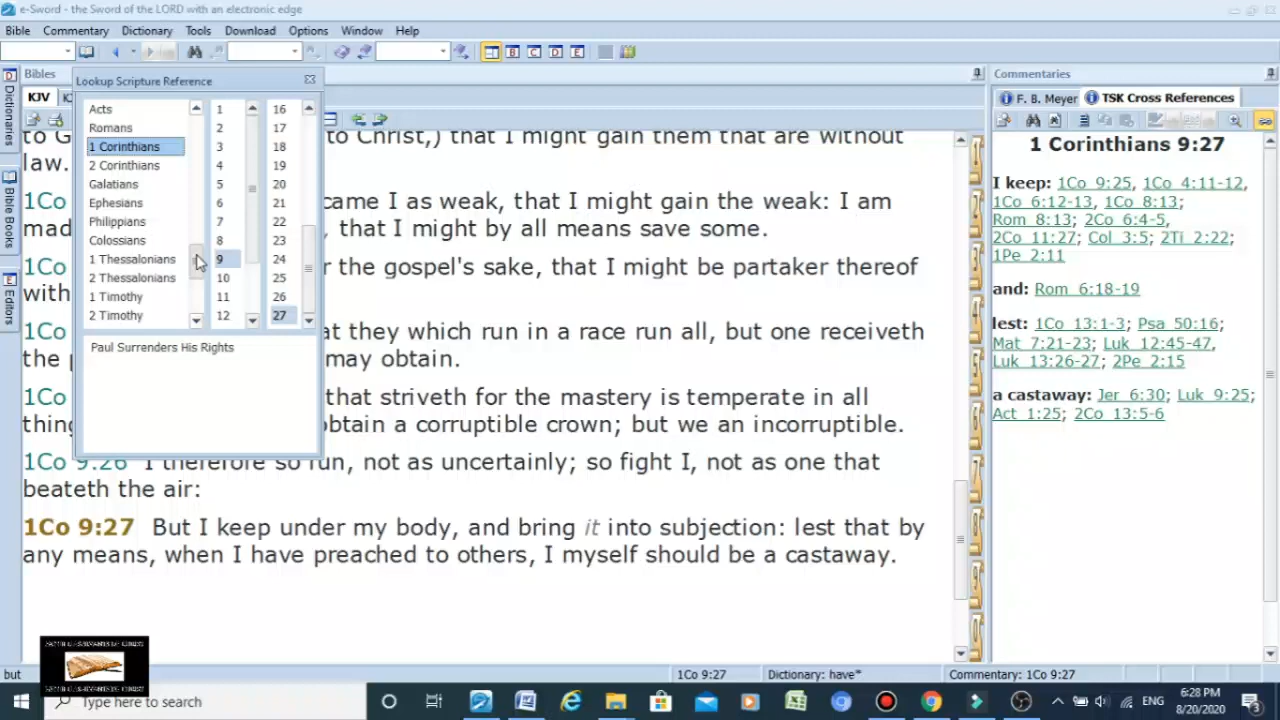 e-Sword - the Sword of the LORD with an electronic edge
Bible Commentary Dictionary Tools Options Download Window Help
Bibles
Lookup Scripture Reference
Commentaries
KJV
F. B. Meyer TSK Cross References
Dictionaries
Bible Books
Editors
Acts
Romans
1 Corinthians
2 Corinthians
Galatians
Ephesians
Philippians
Colossians
1 Thessalonians
2 Thessalonians
1 Timothy
2 Timothy
1
2
3
4
5
6
7
8
9
10
11
12
16
17
18
19
20
21
22
23
24
25
26
27
Paul Surrenders His Rights
to G to Christ,) that I might gain them that are without
law.
1Co came I as weak, that I might gain the weak: I am
mad , that I might by all means save some.
1Co r the gospel's sake, that I might be partaker thereof
with
1Co at they which run in a race run all, but one receiveth
the p may obtain.
1Co that striveth for the mastery is temperate in all
thing obtain a corruptible crown; but we an incorruptible.
1Co 9:26 I therefore so run, not as uncertainly; so fight I, not as one that
beateth the air:
1Co 9:27 But I keep under my body, and bring it into subjection: lest that by
any means, when I have preached to others, I myself should be a castaway.
1 Corinthians 9:27
I keep: 1Co 9:25, 1Co 4:11-12,
1Co 6:12-13, 1Co 8:13;
Rom 8:13; 2Co 6:4-5,
2Co 11:27; Col 3:5; 2Ti 2:22;
1Pe 2:11
and: Rom 6:18-19
lest: 1Co 13:1-3; Psa 50:16;
Mat 7:21-23; Luk 12:45-47,
Luk 13:26-27; 2Pe 2:15
a castaway: Jer 6:30; Luk 9:25;
Act 1:25; 2Co 13:5-6
but
1Co 9:27
Dictionary: have*
Commentary: 1Co 9:27
Type here to search
ENG
6:28 PM
8/20/2020
3